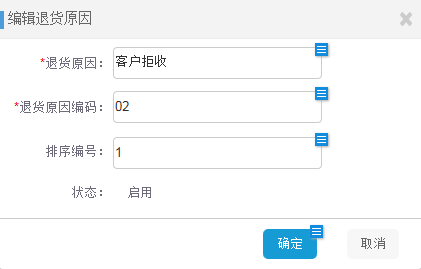 编辑退货原因
*退货原因： 客户拒收
*退货原因编码： 02
排序编号： 1
状态： 启用
确定 取消